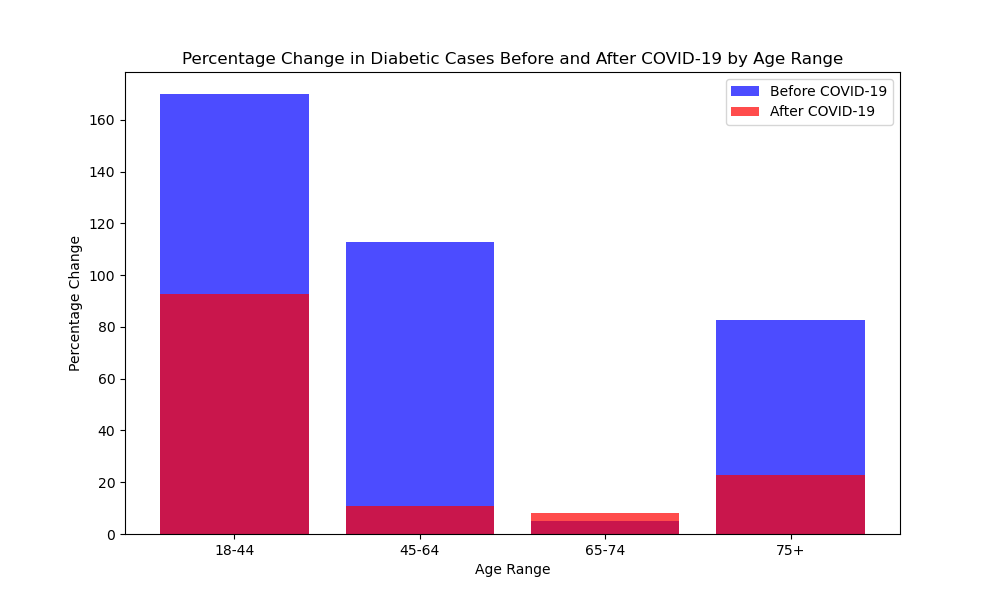 Percentage Change in Diabetic Cases Before and After COVID-19 by Age Range
Before COVID-19
After COVID-19
Percentage Change
160
140
120
100
80
60
40
20
0
18-44
45-64
65-74
75+
Age Range